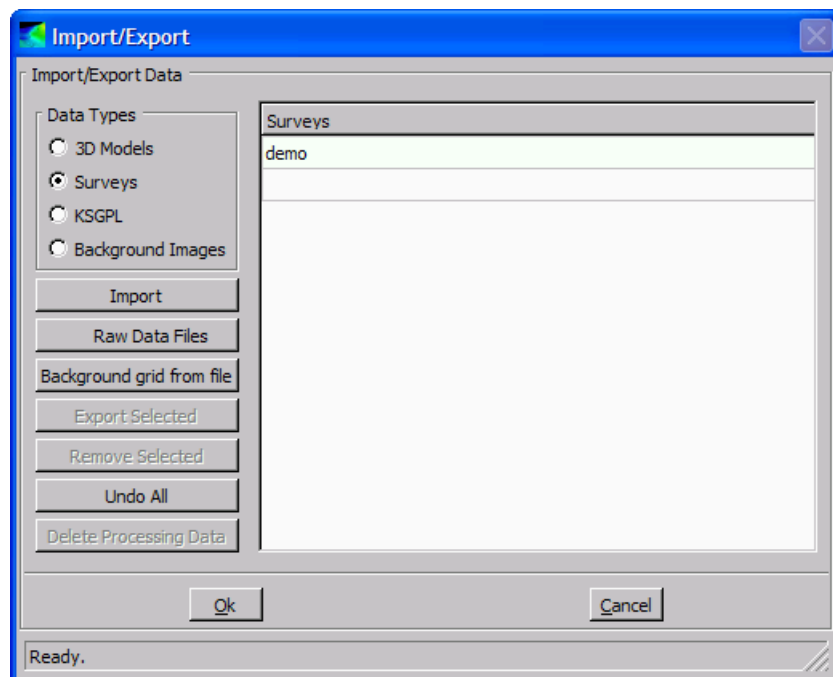 Import/Export
Import/Export Data
Data Types
3D Models
Surveys
KSGPL
Background Images
Import
Raw Data Files
Background grid from file
Export Selected
Remove Selected
Undo All
Delete Processing Data
Surveys
demo
Ok
Cancel
Ready.